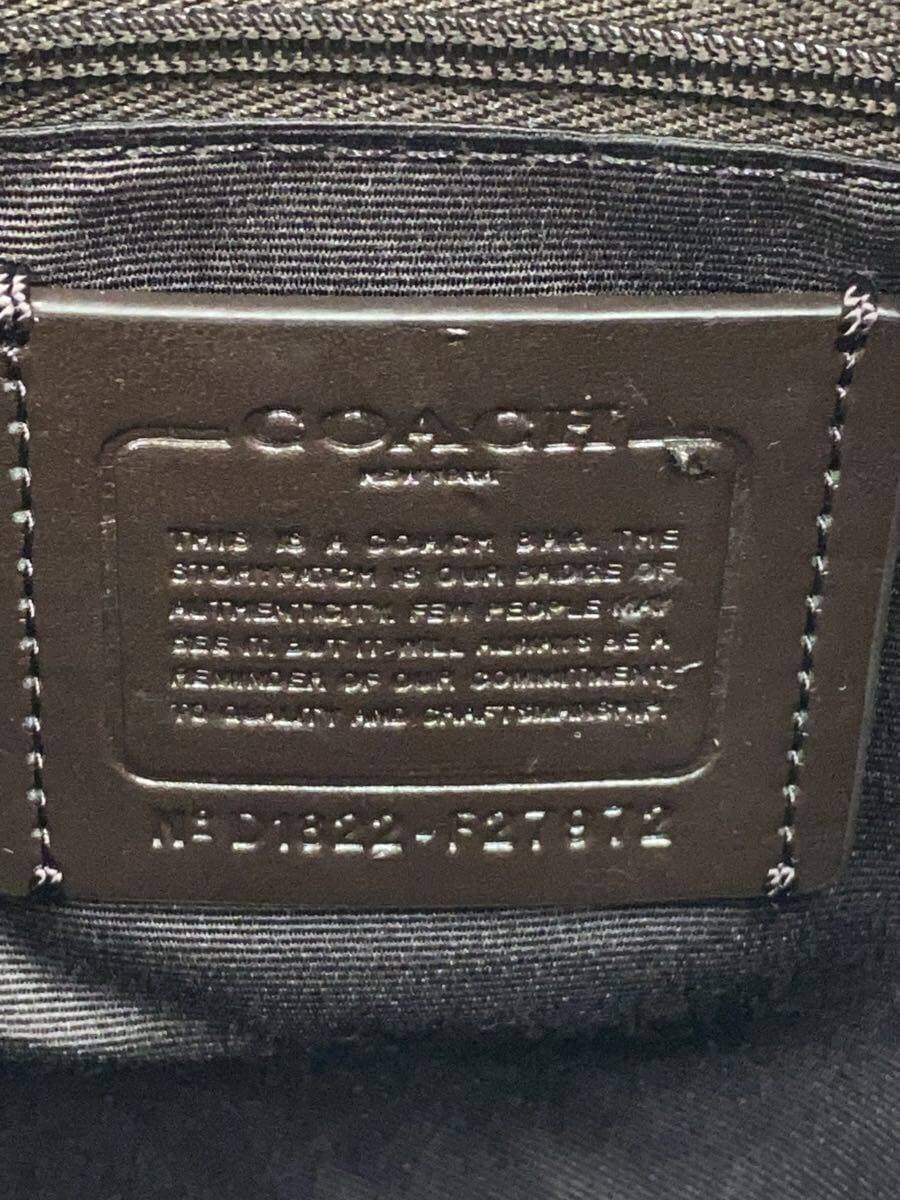 COACH
NEW YORK
THIS IS A COACH BAG. THE
STORYPATCH IS OUR BADGE OF
AUTHENTICITY. FEW PEOPLE MAY
SEE IT, BUT IT WILL ALWAYS BE A
REMINDER OF OUR COMMITMENT
TO QUALITY AND CRAFTSMANSHIP.
Nº D1822-F27972